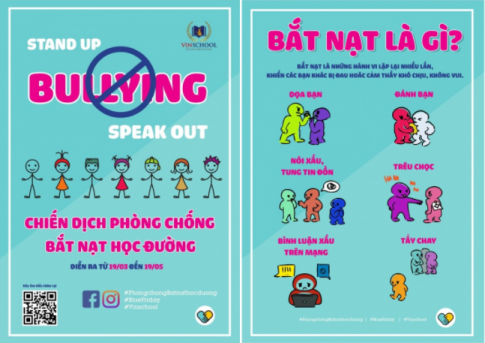 VINSCHOOL
STAND UP
BULLYING
SPEAK OUT
CHIẾN DỊCH PHÒNG CHỐNG
BẮT NẠT HỌC ĐƯỜNG
DIỄN RA TỪ 19/03 ĐẾN 19/05
#Vinschool
BẮT NẠT LÀ GÌ?
BẮT NẠT LÀ NHỮNG HÀNH VI LẶP LẠI NHIỀU LẦN,
KHIẾN CÁC BẠN KHÁC BỊ ĐAU HOẶC CẢM THẤY KHÓ CHỊU, KHÔNG VUI.
DỌA BẠN
ĐÁNH BẠN
NÓI XẤU,
TUNG TIN ĐỒN
TRÊU CHỌC
BÌNH LUẬN XẤU
TRÊN MẠNG
TẨY CHAY